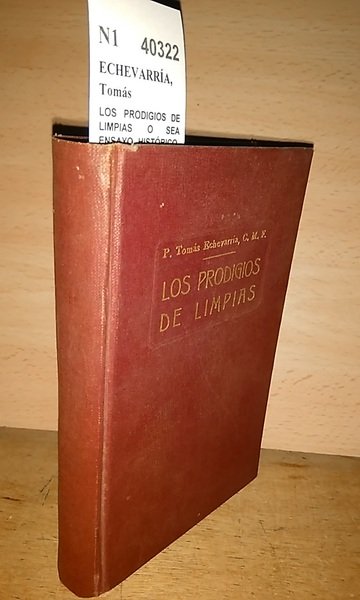 N1 40322
ECHEVARRÍA,
Tomás
LOS PRODIGIOS DE
LIMPIAS O SEA
ENSAYO HISTÓRICO
P. Tomás Echevarría, C. M. F.
LOS PRODIGIOS
DE LIMPIAS